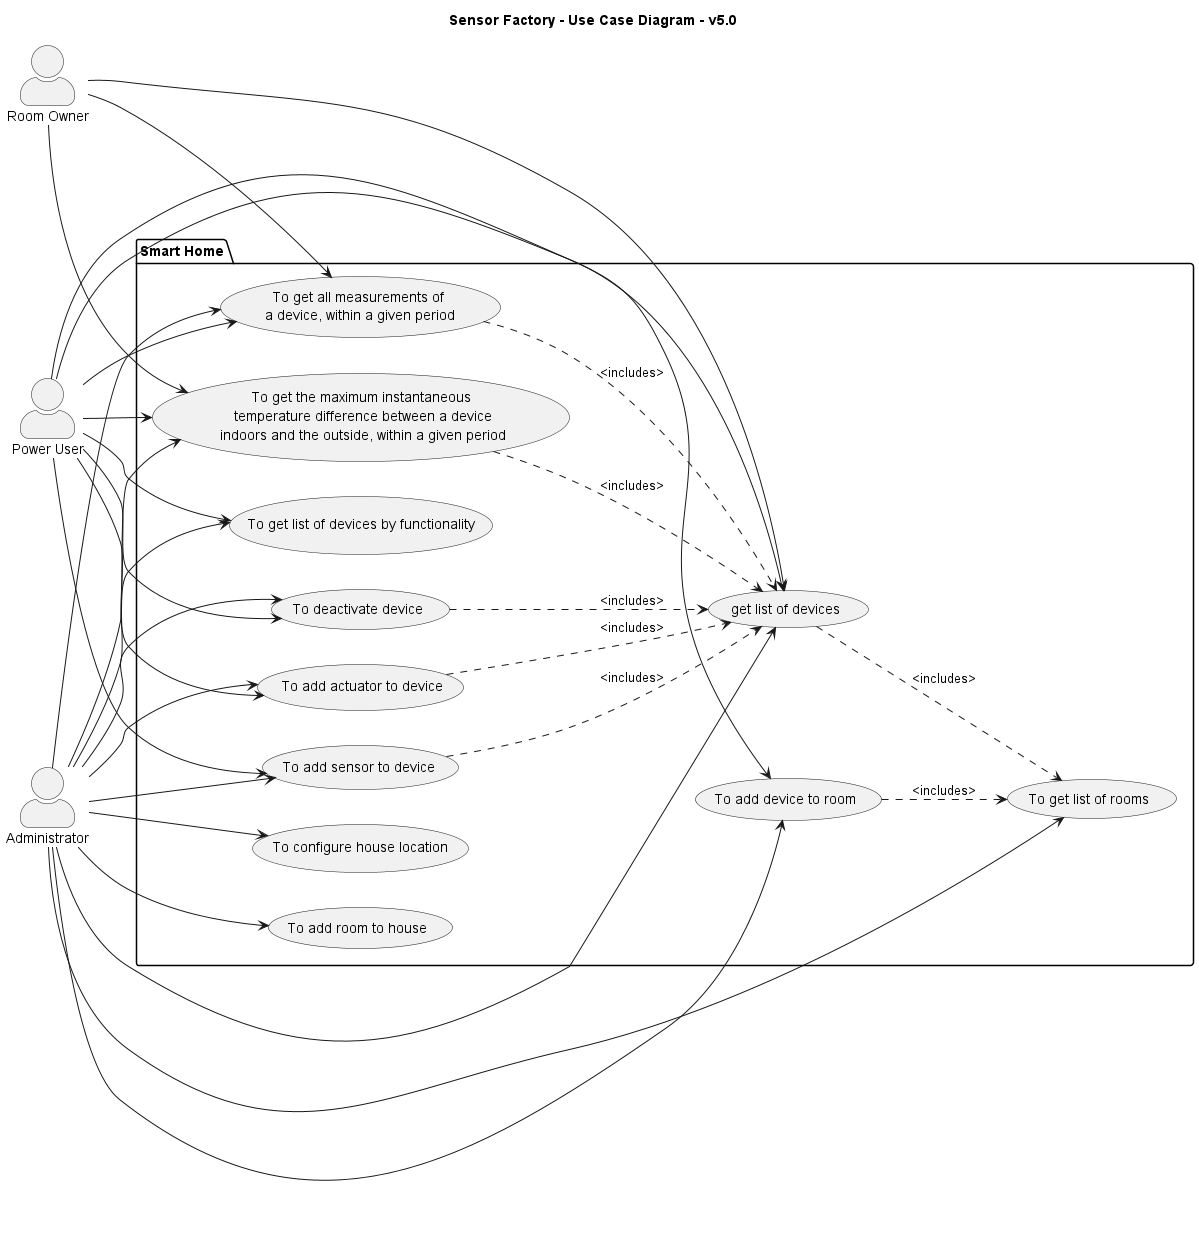 Sensor Factory - Use Case Diagram - v5.0
Room Owner
Smart Home
To get all measurements of
a device, within a given period
<includes>
To get the maximum instantaneous
temperature difference between a device
indoors and the outside, within a given period
Power User
<includes>
To get list of devices by functionality
<includes>
To deactivate device
get list of devices
<includes>
To add actuator to device
<includes>
<includes>
To add sensor to device
<includes>
To add device to room
To get list of rooms
Administrator
To configure house location
To add room to house